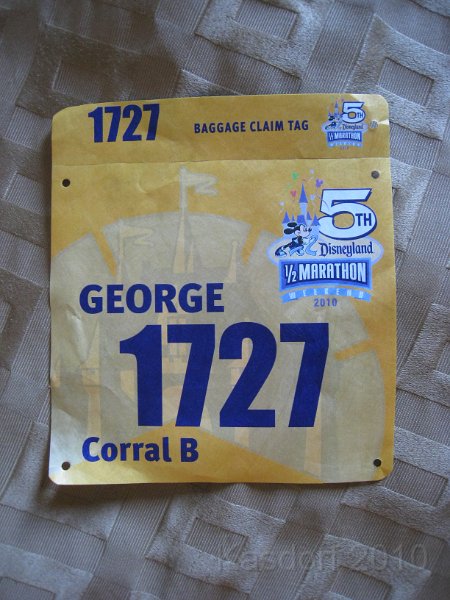 1727 BAGGAGE CLAIM TAG 5TH
Disneyland
1/2 MARATHON
WEEKEND
5TH
Disneyland
1/2 MARATHON
WEEKEND
2010
GEORGE
1727
Corral B
Kasdorf 2010